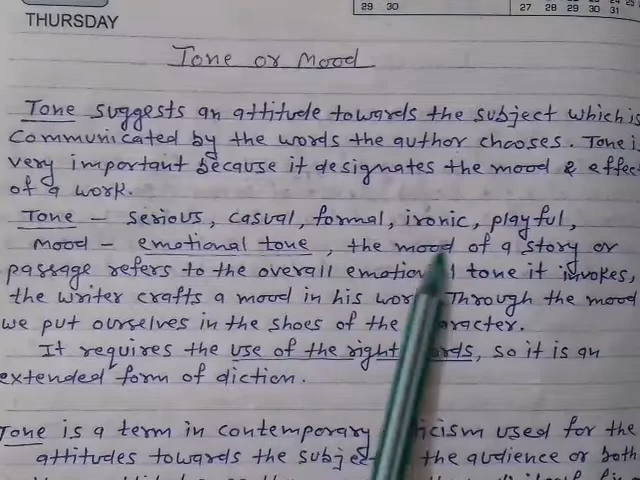 29 30
27 28 29 30 31
THURSDAY
Tone or Mood
Tone suggests an attitude towards the subject which is
communicated by the words the author chooses. Tone is
very important because it designates the mood & effect
of a work.
Tone - serious, casual, formal, ironic, playful,
Mood - emotional tone, the mood of a story or
passage refers to the overall emotional tone it invokes,
the writer crafts a mood in his work. Through the mood
we put ourselves in the shoes of the character.
It requires the use of the right words, so it is an
extended form of diction.
Tone is a term in contemporary criticism used for the
attitudes towards the subject, the audience or both